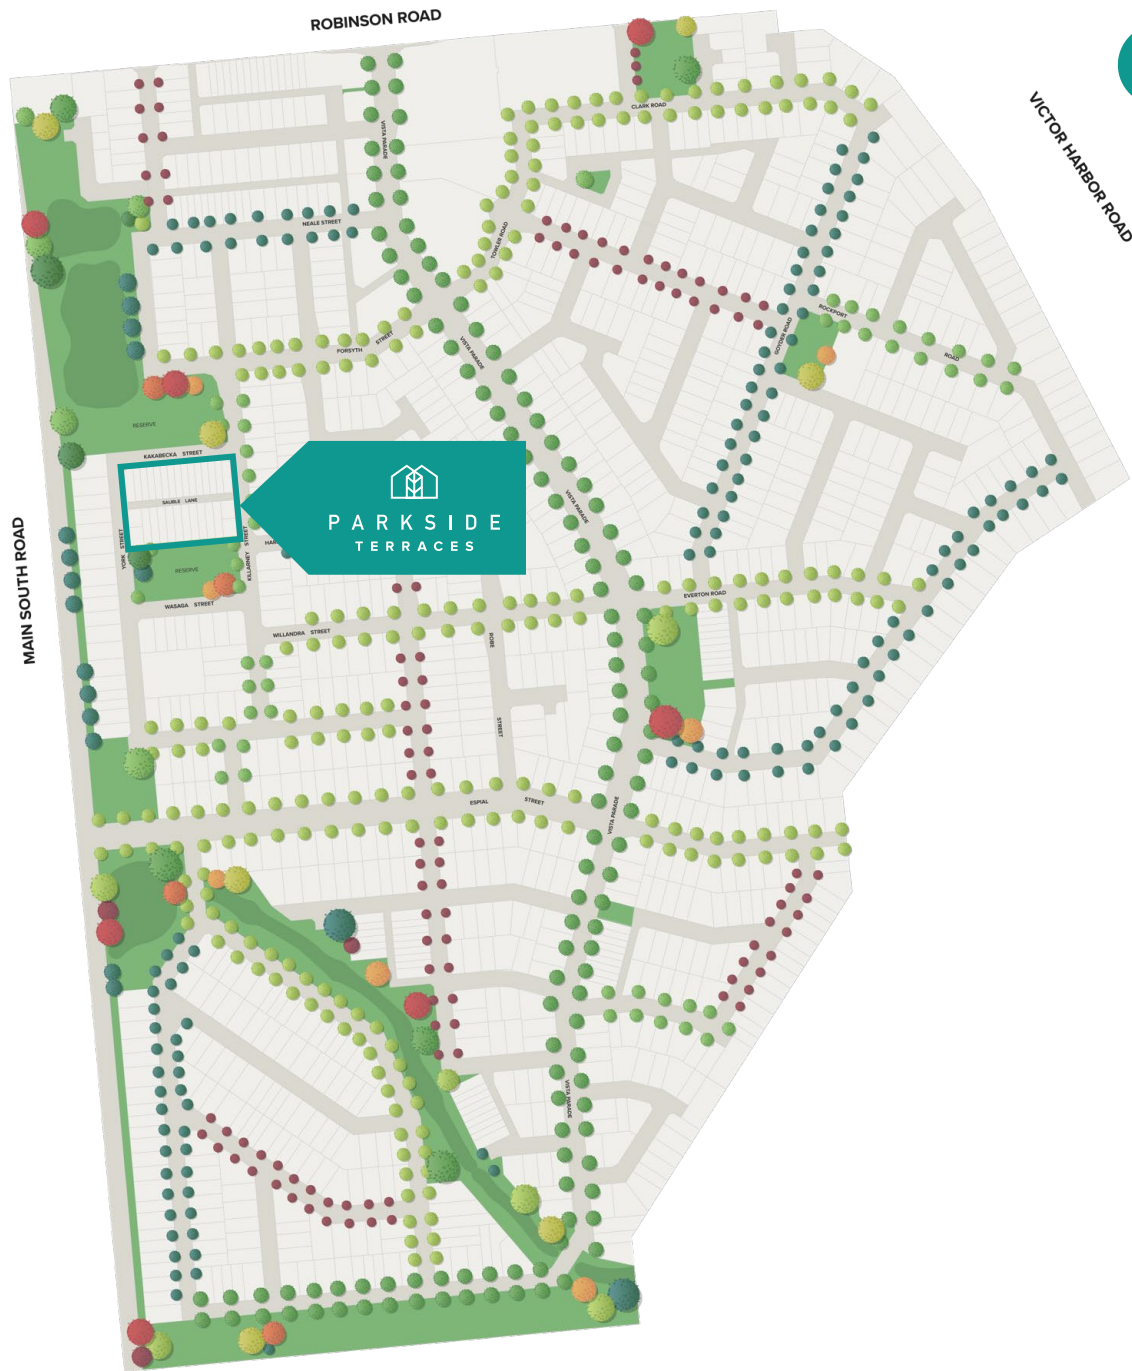 ROBINSON ROAD
VICTOR HARBOR ROAD
CLARK ROAD
VISTA PARADE
NEALE STREET
TOWLER ROAD
ROCKPORT
ROAD
GOYDER ROAD
FORSYTH
STREET
VISTA PARADE
RESERVE
KAKABECKA STREET
SAUBLE LANE
PARKSIDE
TERRACES
VISTA PARADE
MAIN SOUTH ROAD
YORK STREET
KILLARNEY STREET
HAR
RESERVE
WASAGA STREET
EVERTON ROAD
WILLANDRA STREET
ROBE
STREET
ESPIAL
STREET
VISTA PARADE
VISTA PARADE